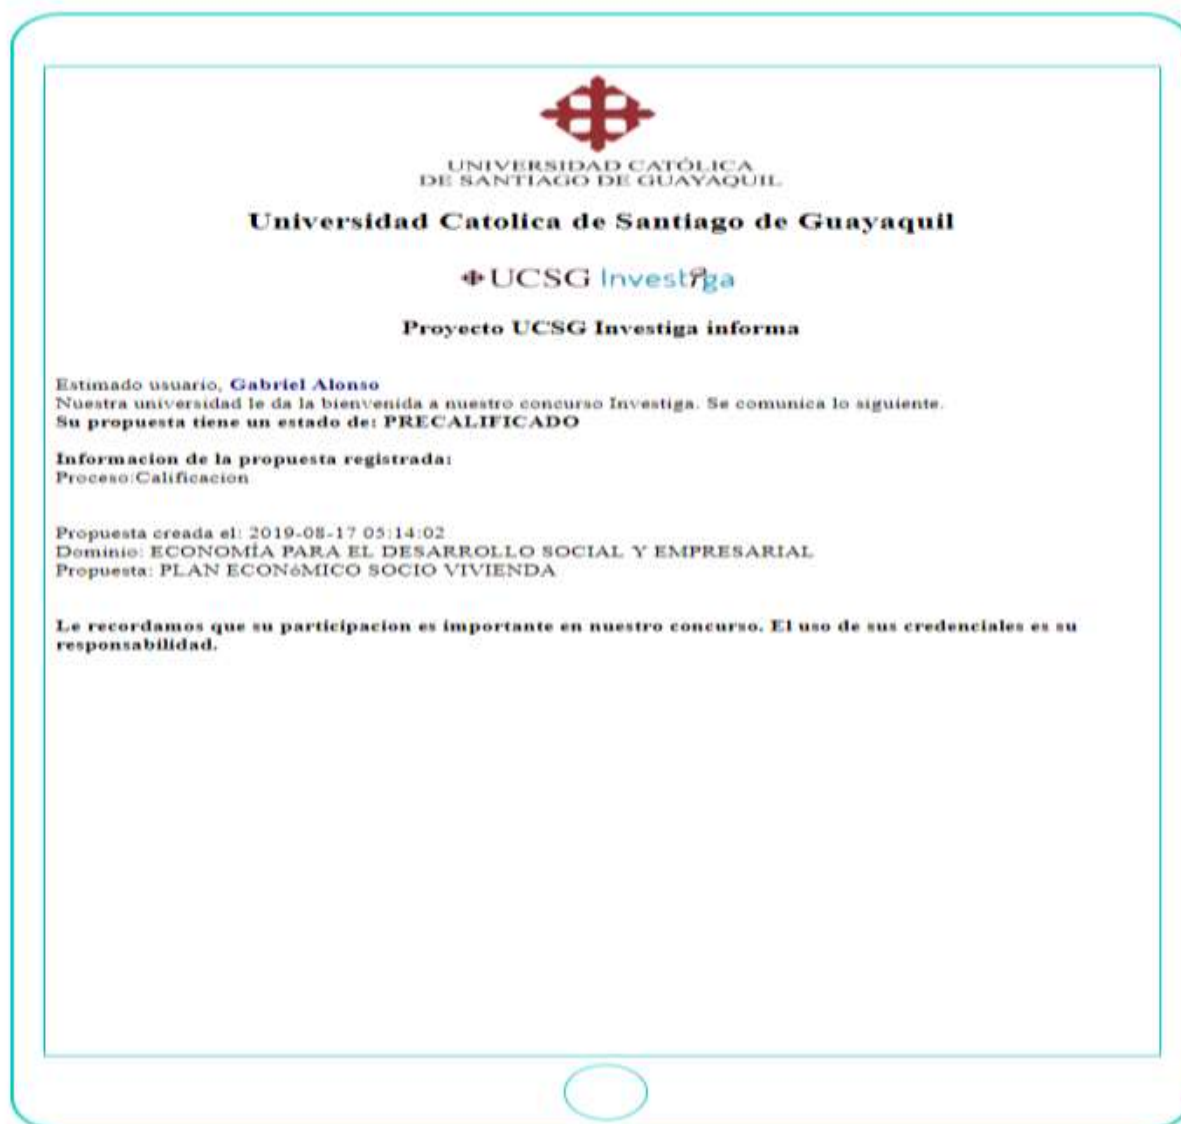 UNIVERSIDAD CATÓLICA
DE SANTIAGO DE GUAYAQUIL
Universidad Catolica de Santiago de Guayaquil
UCSG Investiga
Proyecto UCSG Investiga informa
Estimado usuario, Gabriel Alonso
Nuestra universidad le da la bienvenida a nuestro concurso Investiga. Se comunica lo siguiente.
Su propuesta tiene un estado de: PRECALIFICADO
Informacion de la propuesta registrada:
Proceso:Calificacion
Propuesta creada el: 2019-08-17 05:14:02
Dominio: ECONOMÍA PARA EL DESARROLLO SOCIAL Y EMPRESARIAL
Propuesta: PLAN ECONóMICO SOCIO VIVIENDA
Le recordamos que su participacion es importante en nuestro concurso. El uso de sus credenciales es su
responsabilidad.